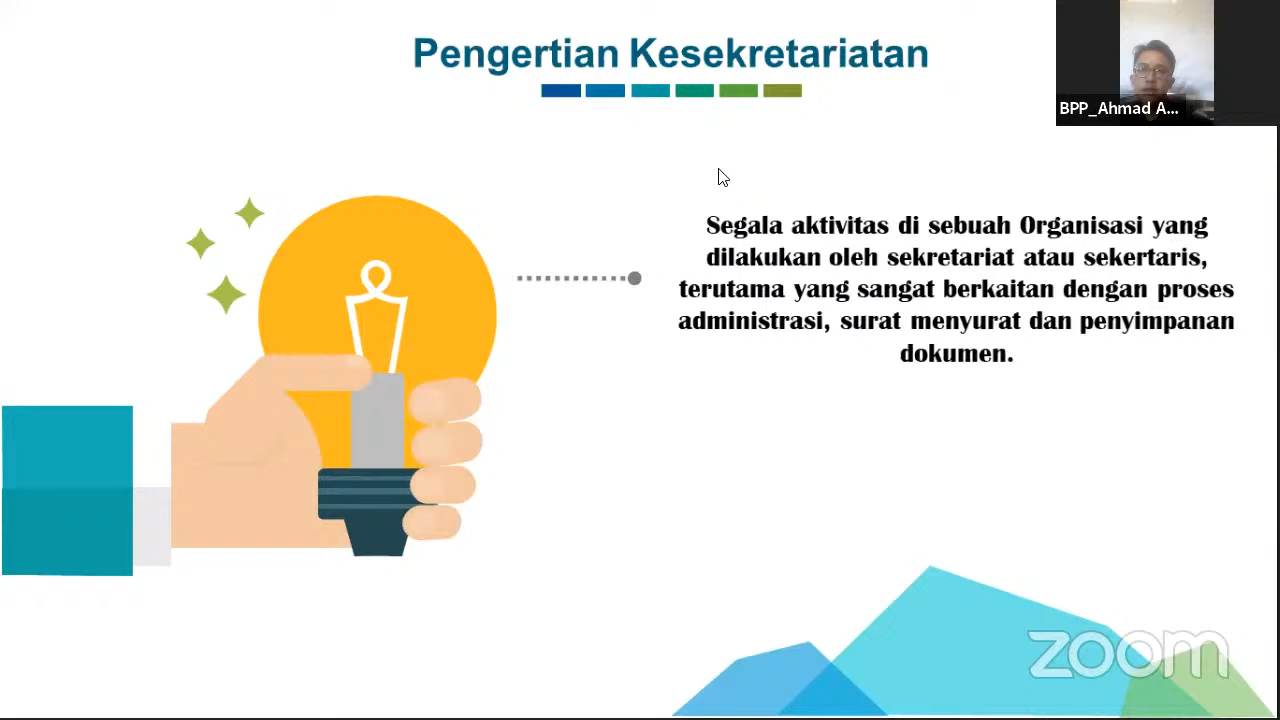 Pengertian Kesekretariatan
BPP_Ahmad A...
Segala aktivitas di sebuah Organisasi yang
dilakukan oleh sekretariat atau sekertaris,
terutama yang sangat berkaitan dengan proses
administrasi, surat menyurat dan penyimpanan
dokumen.
zoom